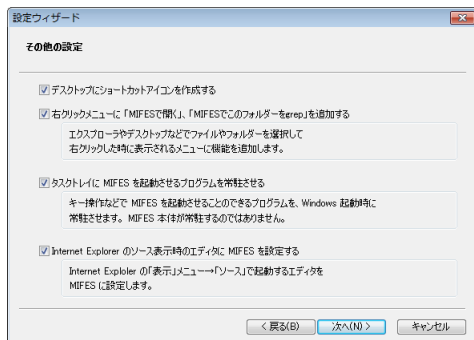 設定ウィザード
その他の設定
デスクトップにショートカットアイコンを作成する
右クリックメニューに「MIFESで開く」、「MIFESでこのフォルダーをgrep」を追加する
エクスプローラやデスクトップなどでファイルやフォルダーを選択して
右クリックした時に表示されるメニューに機能を追加します。
タスクトレイに MIFES を起動させるプログラムを常駐させる
キー操作などで MIFES を起動させることのできるプログラムを、Windows 起動時に
常駐させます。 MIFES 本体が常駐するのではありません。
Internet Explorer のソース表示時のエディタに MIFES を設定する
Internet Exploler の「表示」メニュー→「ソース」で起動するエディタを
MIFES に設定します。
< 戻る(B) 次へ(N) > キャンセル